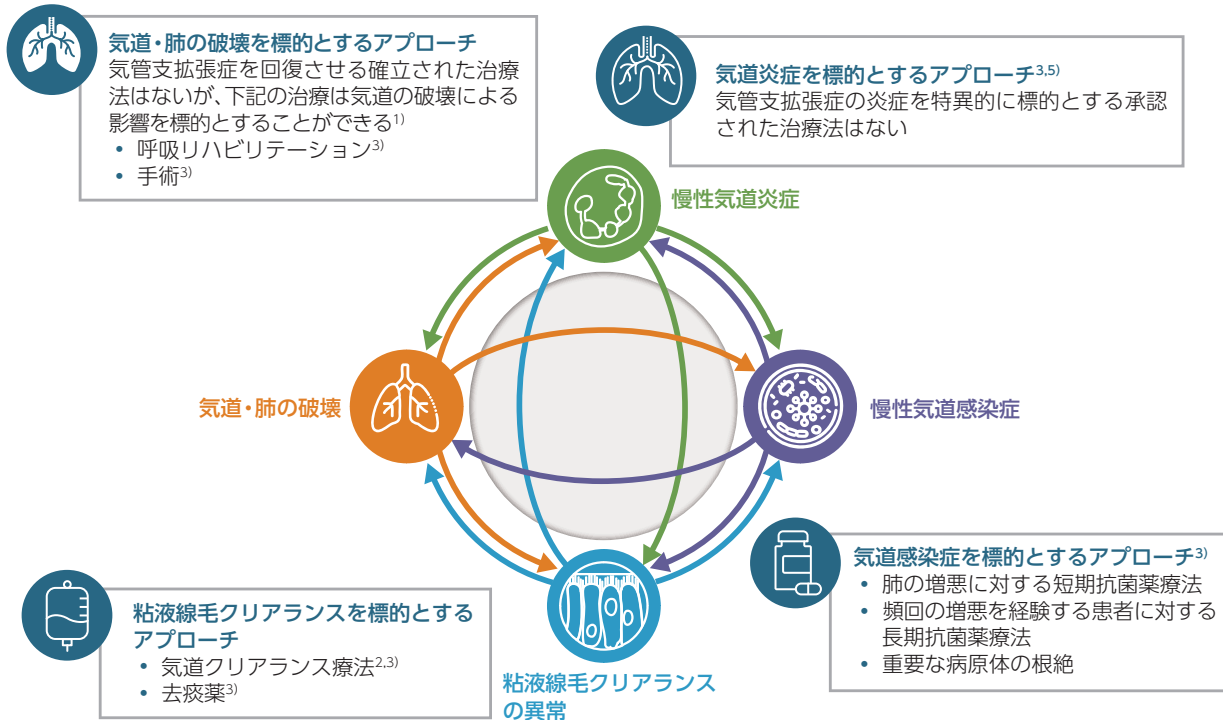 気道・肺の破壊を標的とするアプローチ
気管支拡張症を回復させる確立された治療
法はないが、下記の治療は気道の破壊による
影響を標的とすることができる1)
• 呼吸リハビリテーション3)
• 手術3)
気道炎症を標的とするアプローチ3,5)
気管支拡張症の炎症を特異的に標的とする承認
された治療法はない
慢性気道炎症
気道・肺の破壊
慢性気道感染症
粘液線毛クリアランスを標的とする
アプローチ
• 気道クリアランス療法2,3)
• 去痰薬3)
粘液線毛クリアランス
の異常
気道感染症を標的とするアプローチ3)
• 肺の増悪に対する短期抗菌薬療法
• 頻回の増悪を経験する患者に対する
長期抗菌薬療法
• 重要な病原体の根絶